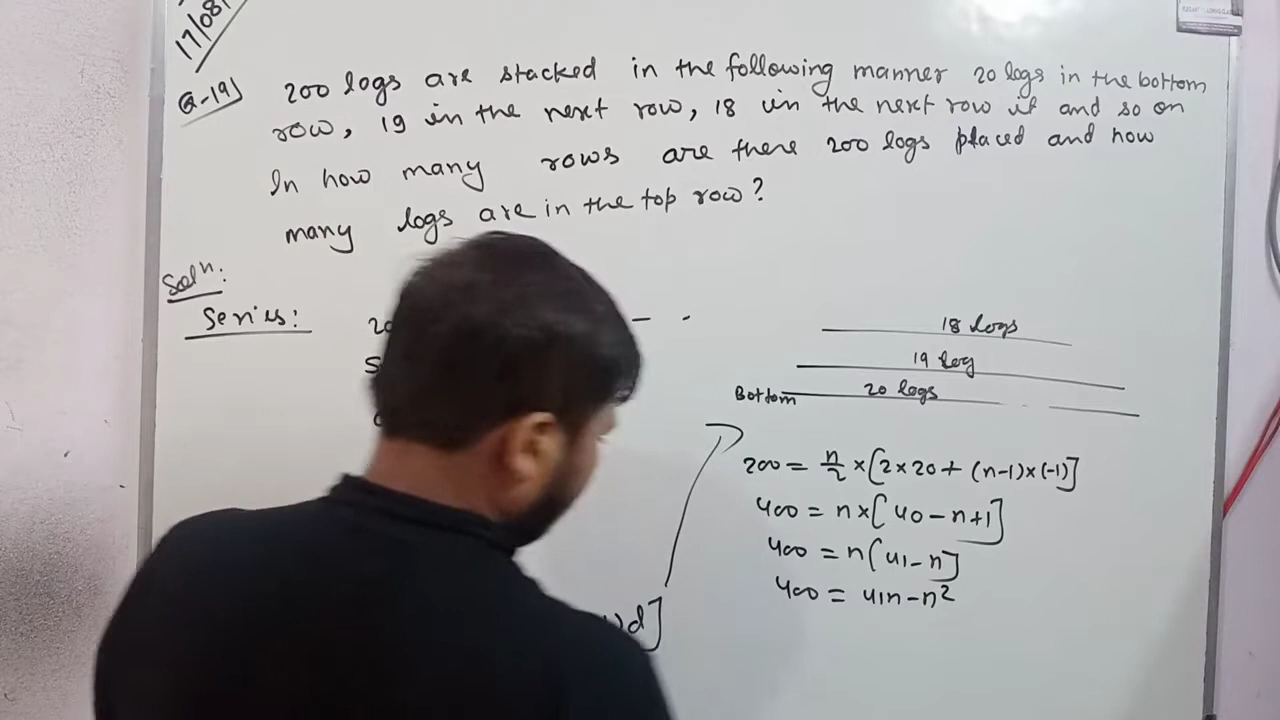 17/08/
Q-19) 200 logs are stacked in the following manner 20 logs in the bottom
row, 19 in the next row, 18 in the next row it and so on
In how many rows are there 200 logs placed and how
many logs are in the top row?
Soln:
Series: 20 - -
18 logs
19 log
Bottom 20 logs
200 = n/2 × [2×20 + (n-1)×(-1)]
400 = n×[40-n+1]
400 = n[41-n]
400 = 41n-n²
d]